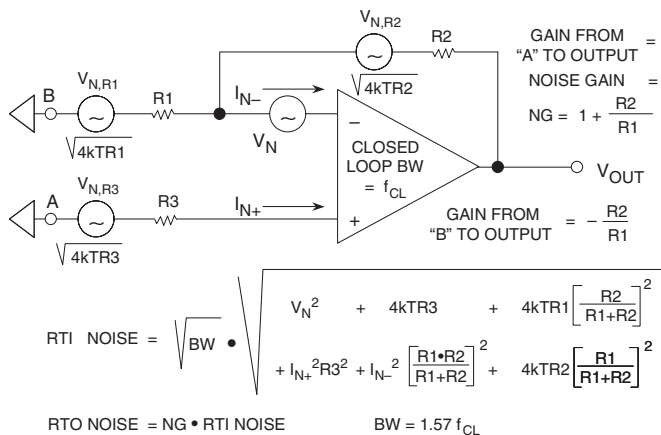 V_N,R2
R2
√4kTR2
GAIN FROM
“A” TO OUTPUT =
NOISE GAIN =
NG = 1 + R2/R1
B
V_N,R1
R1
√4kTR1
I_N–
V_N
–
CLOSED
LOOP BW
= f_CL
+
V_OUT
A
V_N,R3
R3
√4kTR3
I_N+
GAIN FROM
“B” TO OUTPUT = – R2/R1
RTI NOISE = √BW • √ V_N² + 4kTR3 + 4kTR1 [R2/(R1+R2)]²
+ I_N+² R3² + I_N–² [R1•R2/(R1+R2)]² + 4kTR2 [R1/(R1+R2)]²
RTO NOISE = NG • RTI NOISE
BW = 1.57 f_CL